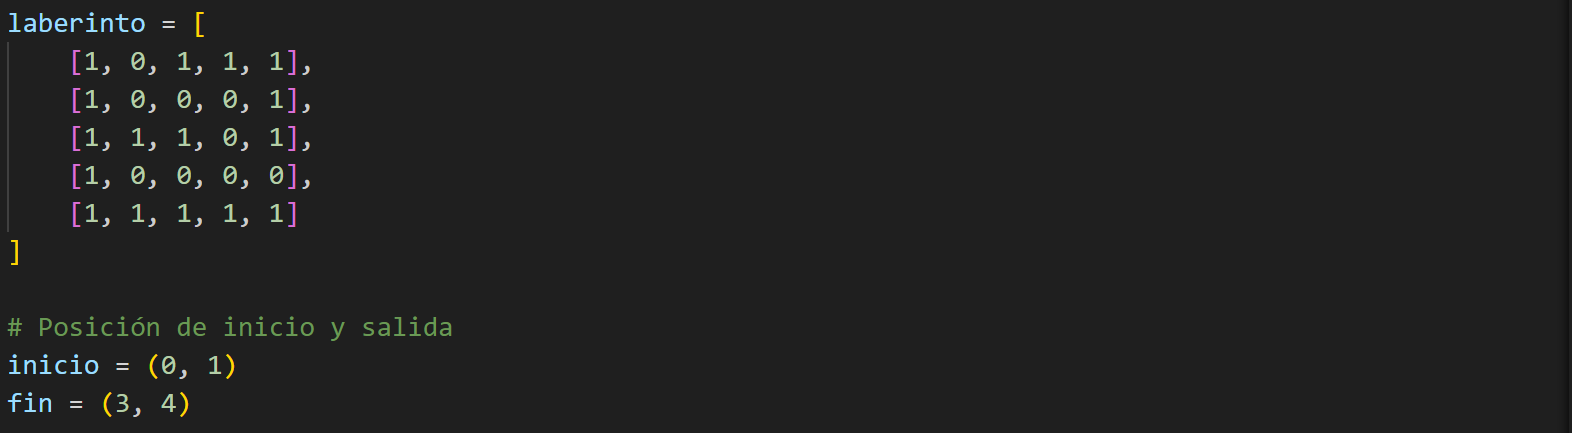 laberinto = [
    [1, 0, 1, 1, 1],
    [1, 0, 0, 0, 1],
    [1, 1, 1, 0, 1],
    [1, 0, 0, 0, 0],
    [1, 1, 1, 1, 1]
]
# Posición de inicio y salida
inicio = (0, 1)
fin = (3, 4)